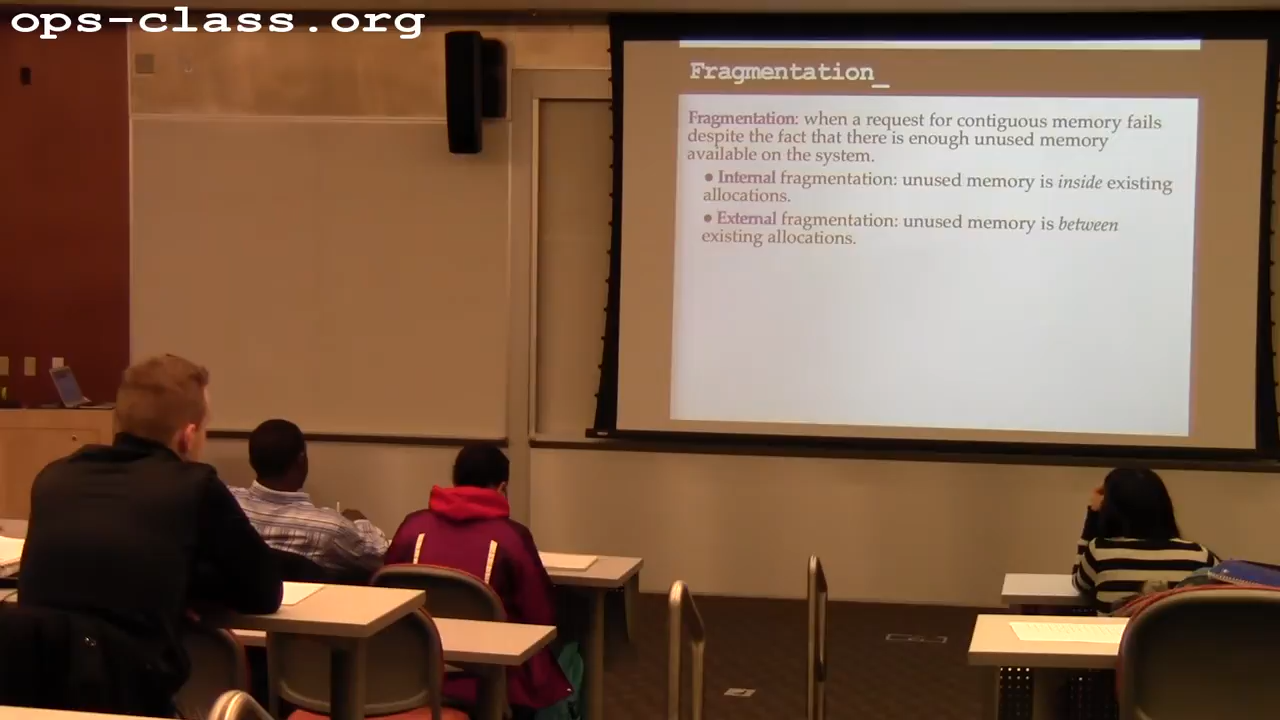 ops-class.org
Fragmentation_
Fragmentation: when a request for contiguous memory fails
despite the fact that there is enough unused memory
available on the system.
● Internal fragmentation: unused memory is inside existing
allocations.
● External fragmentation: unused memory is between
existing allocations.